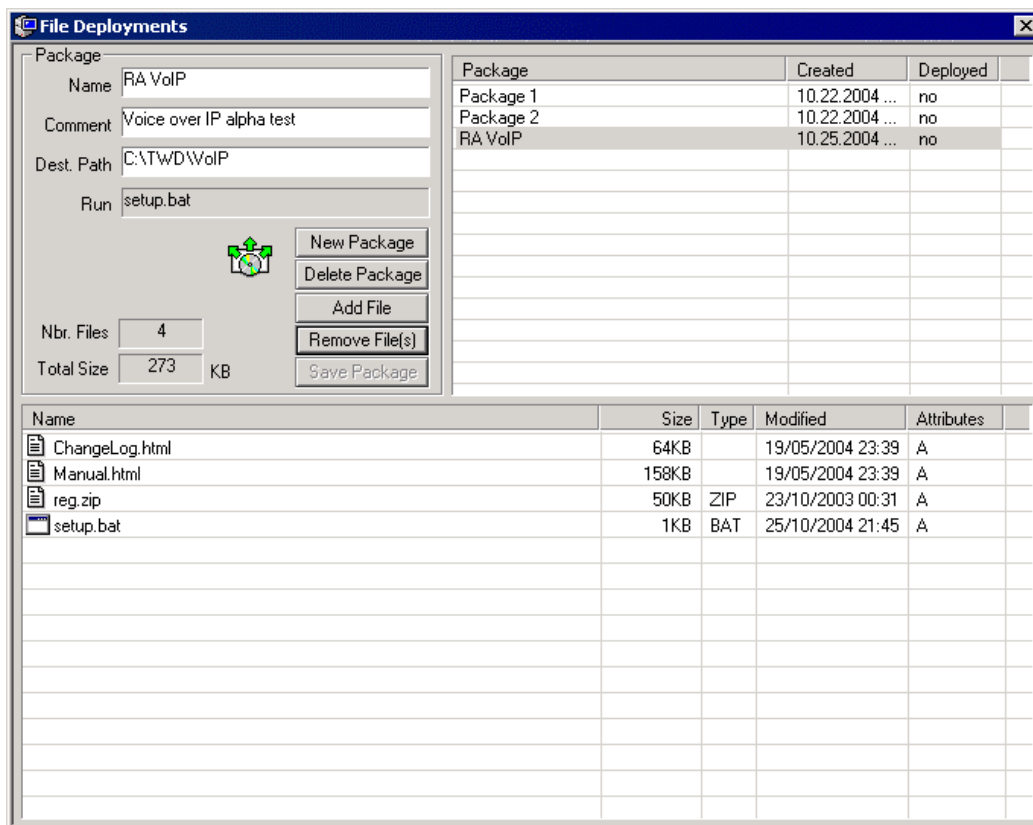 File Deployments
Package
Name RA VoIP
Comment Voice over IP alpha test
Dest. Path C:\TWD\VoIP
Run setup.bat
New Package
Delete Package
Add File
Nbr. Files 4
Remove File(s)
Total Size 273 KB
Save Package
Package Created Deployed
Package 1 10.22.2004 ... no
Package 2 10.22.2004 ... no
RA VoIP 10.25.2004 ... no
Name Size Type Modified Attributes
ChangeLog.html 64KB 19/05/2004 23:39 A
Manual.html 158KB 19/05/2004 23:39 A
reg.zip 50KB ZIP 23/10/2003 00:31 A
setup.bat 1KB BAT 25/10/2004 21:45 A